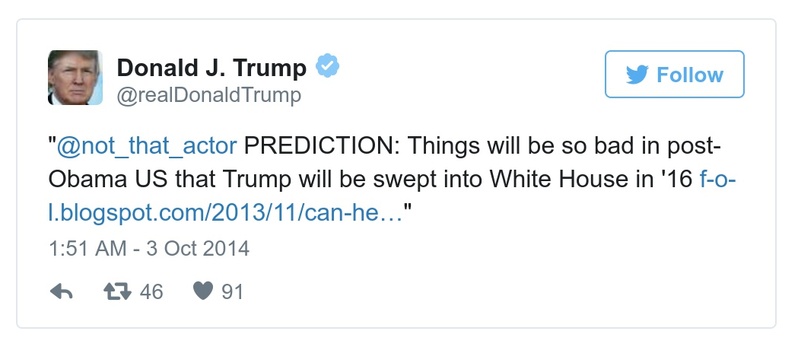 Donald J. Trump
@realDonaldTrump
Follow
"@not_that_actor PREDICTION: Things will be so bad in post-
Obama US that Trump will be swept into White House in '16 f-o-
l.blogspot.com/2013/11/can-he…"
1:51 AM - 3 Oct 2014
46
91